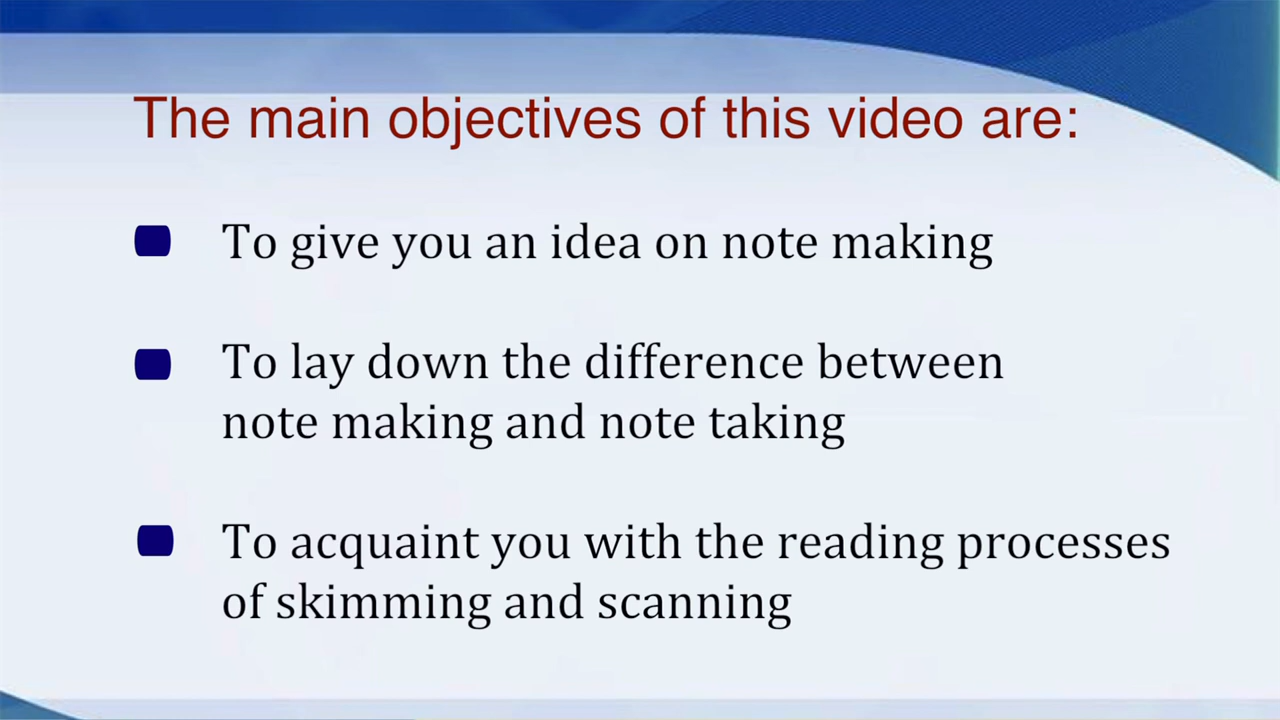 The main objectives of this video are:
To give you an idea on note making
To lay down the difference between
note making and note taking
To acquaint you with the reading processes
of skimming and scanning